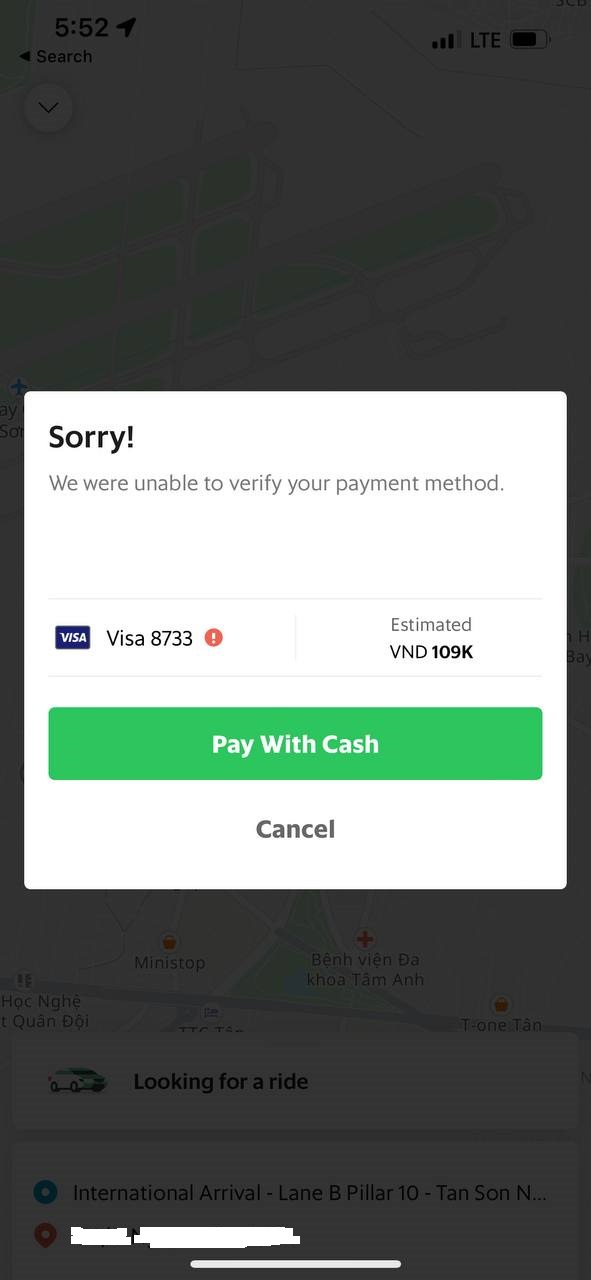 5:52
LTE
Search
Sorry!
We were unable to verify your payment method.
VISA Visa 8733
Estimated
VND 109K
Pay With Cash
Cancel
Ministop
Bệnh viện Đa
khoa Tâm Anh
Học Nghệ
t Quân Đội
T-one Tân
Looking for a ride
International Arrival - Lane B Pillar 10 - Tan Son N...